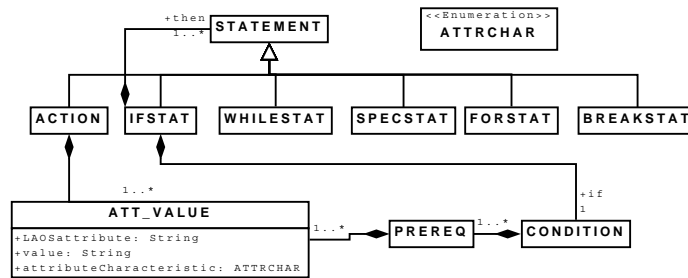 +then
STATEMENT
1..*
<<Enumeration>>
ATTRCHAR
ACTION
IFSTAT
WHILESTAT
SPECSTAT
FORSTAT
BREAKSTAT
1..*
ATT_VALUE
+LAOSattribute: String
+value: String
+attributeCharacteristic: ATTRCHAR
1..*
PREREQ
1..*
+if
1
CONDITION